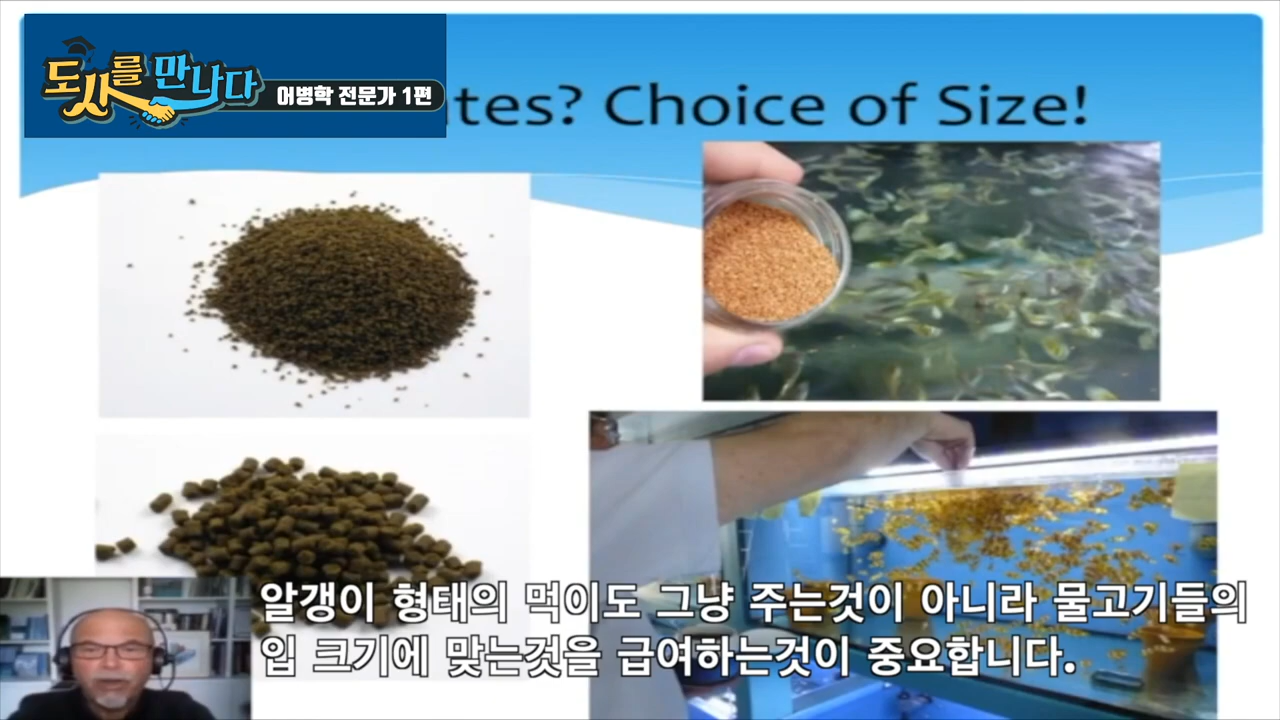 도사를 만나다
어병학 전문가 1편
tes? Choice of Size!
알갱이 형태의 먹이도 그냥 주는것이 아니라 물고기들의
입 크기에 맞는것을 급여하는것이 중요합니다.